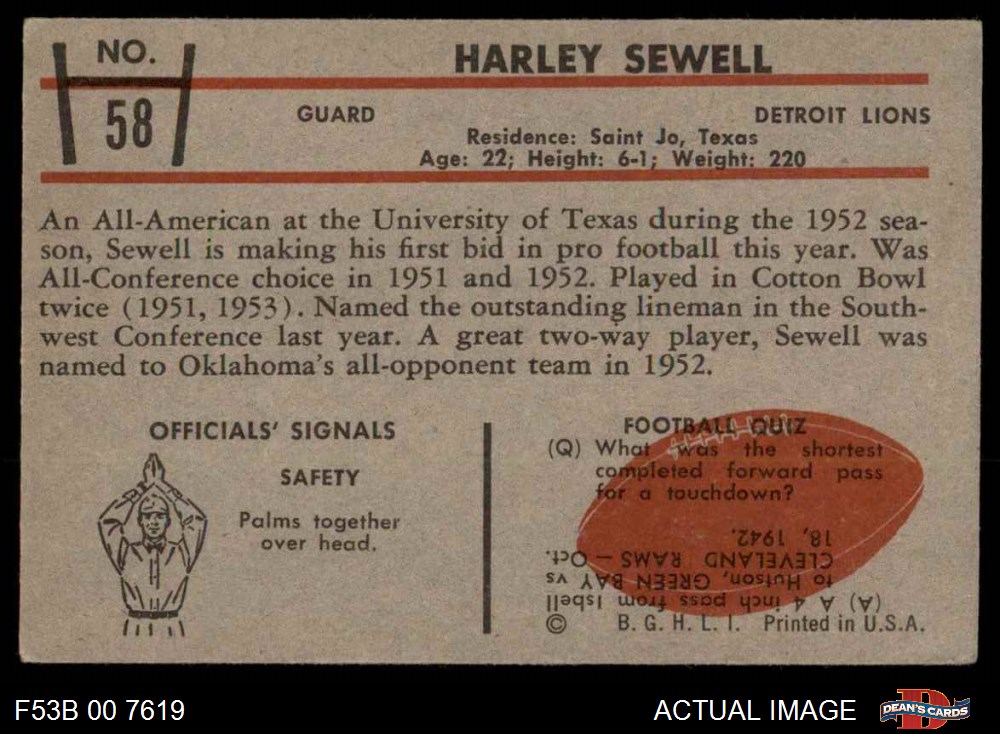 NO.
58
HARLEY SEWELL
GUARD
DETROIT LIONS
Residence: Saint Jo, Texas
Age: 22; Height: 6-1; Weight: 220
An All-American at the University of Texas during the 1952 sea-
son, Sewell is making his first bid in pro football this year. Was
All-Conference choice in 1951 and 1952. Played in Cotton Bowl
twice (1951, 1953). Named the outstanding lineman in the South-
west Conference last year. A great two-way player, Sewell was
named to Oklahoma's all-opponent team in 1952.
OFFICIALS' SIGNALS
SAFETY
Palms together
over head.
FOOTBALL QUIZ
(Q) What was the shortest
completed forward pass
for a touchdown?
(A) A 4 inch pass from Isbell
to Hutson, GREEN BAY vs
CLEVELAND RAMS — Oct.
18, 1942.
© B. G. H. L. I. Printed in U.S.A.
F53B 00 7619
ACTUAL IMAGE
D
DEAN'S CARDS